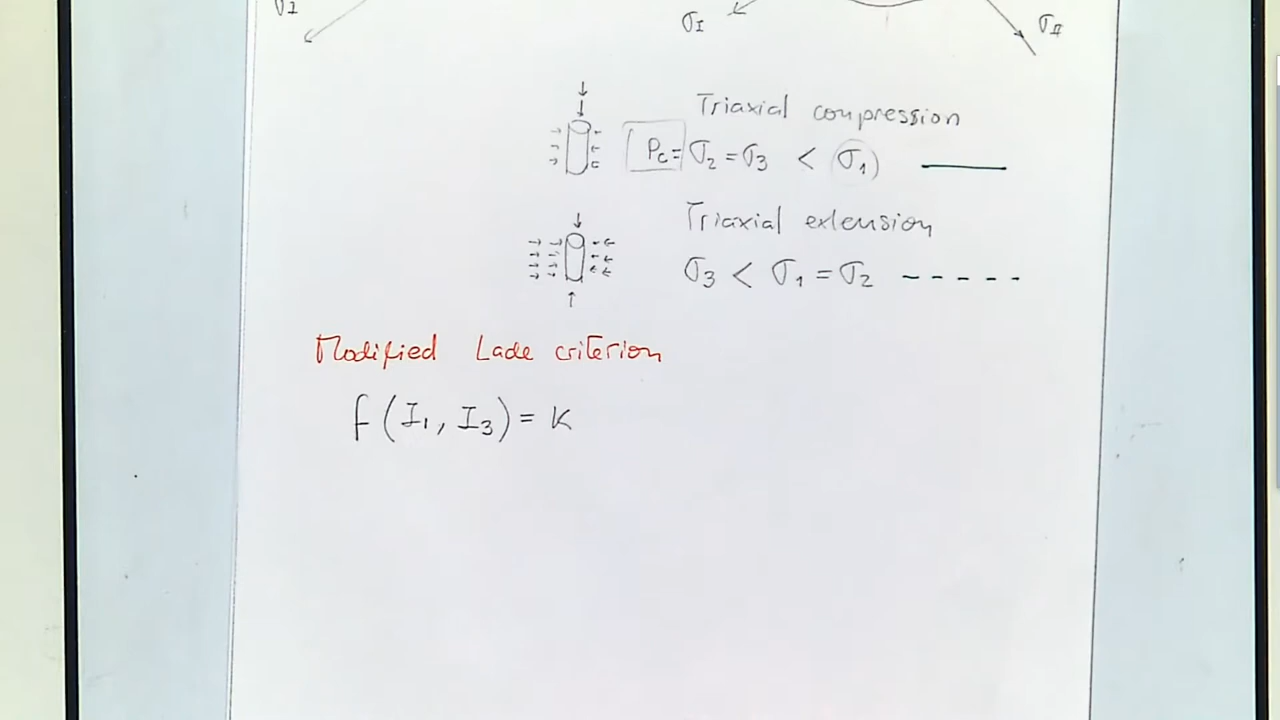 σI
σI
σII
Triaxial compression
Pc= σ2 = σ3 < σ1)
Triaxial extension
σ3 < σ1 = σ2
Modified Lade criterion
f(I1, I3) = K